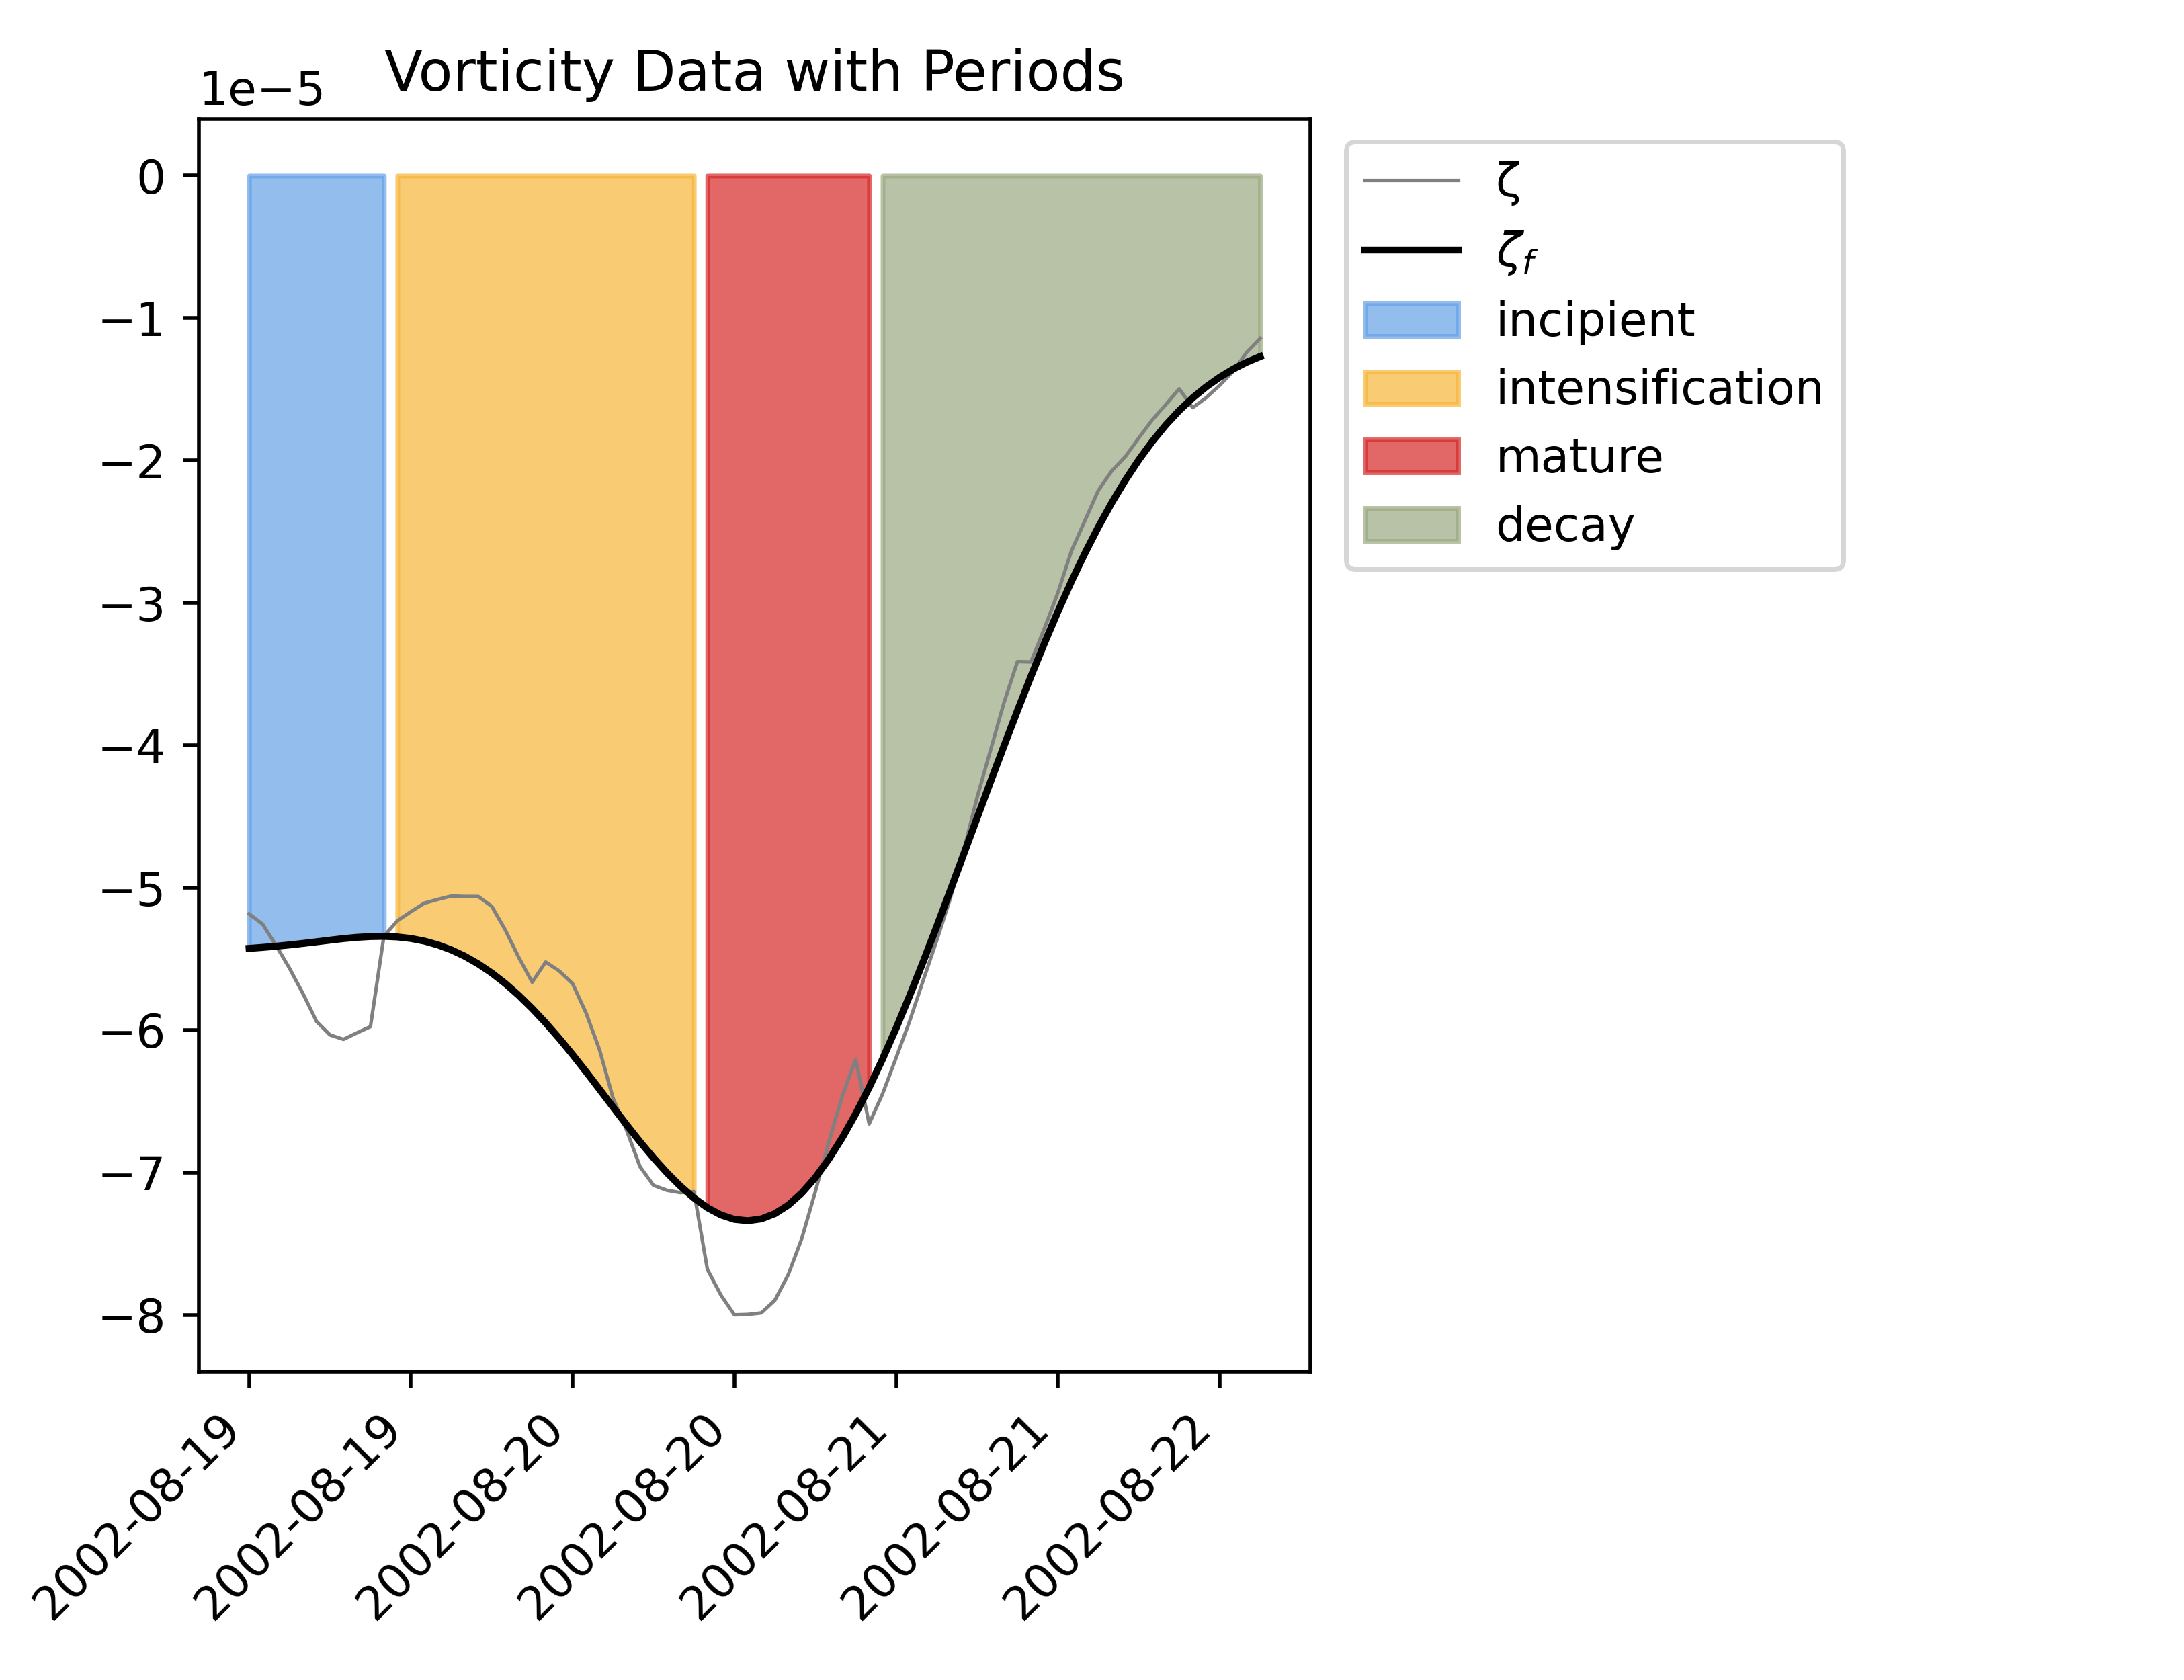 Vorticity Data with Periods
1e−5
0
−1
−2
−3
−4
−5
−6
−7
−8
2002-08-19
2002-08-19
2002-08-20
2002-08-20
2002-08-21
2002-08-21
2002-08-22
ζ
ζf
incipient
intensification
mature
decay